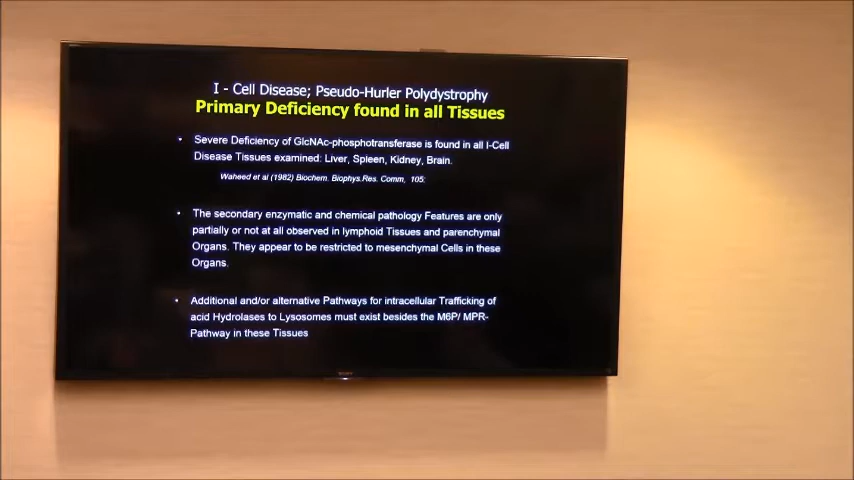 I - Cell Disease; Pseudo-Hurler Polydystrophy
Primary Deficiency found in all Tissues
• Severe Deficiency of GlcNAc-phosphotransferase is found in all I-Cell
Disease Tissues examined: Liver, Spleen, Kidney, Brain.
Waheed et al (1982) Biochem. Biophys.Res. Comm, 105:
• The secondary enzymatic and chemical pathology Features are only
partially or not at all observed in lymphoid Tissues and parenchymal
Organs. They appear to be restricted to mesenchymal Cells in these
Organs.
• Additional and/or alternative Pathways for intracellular Trafficking of
acid Hydrolases to Lysosomes must exist besides the M6P/ MPR-
Pathway in these Tissues
SONY